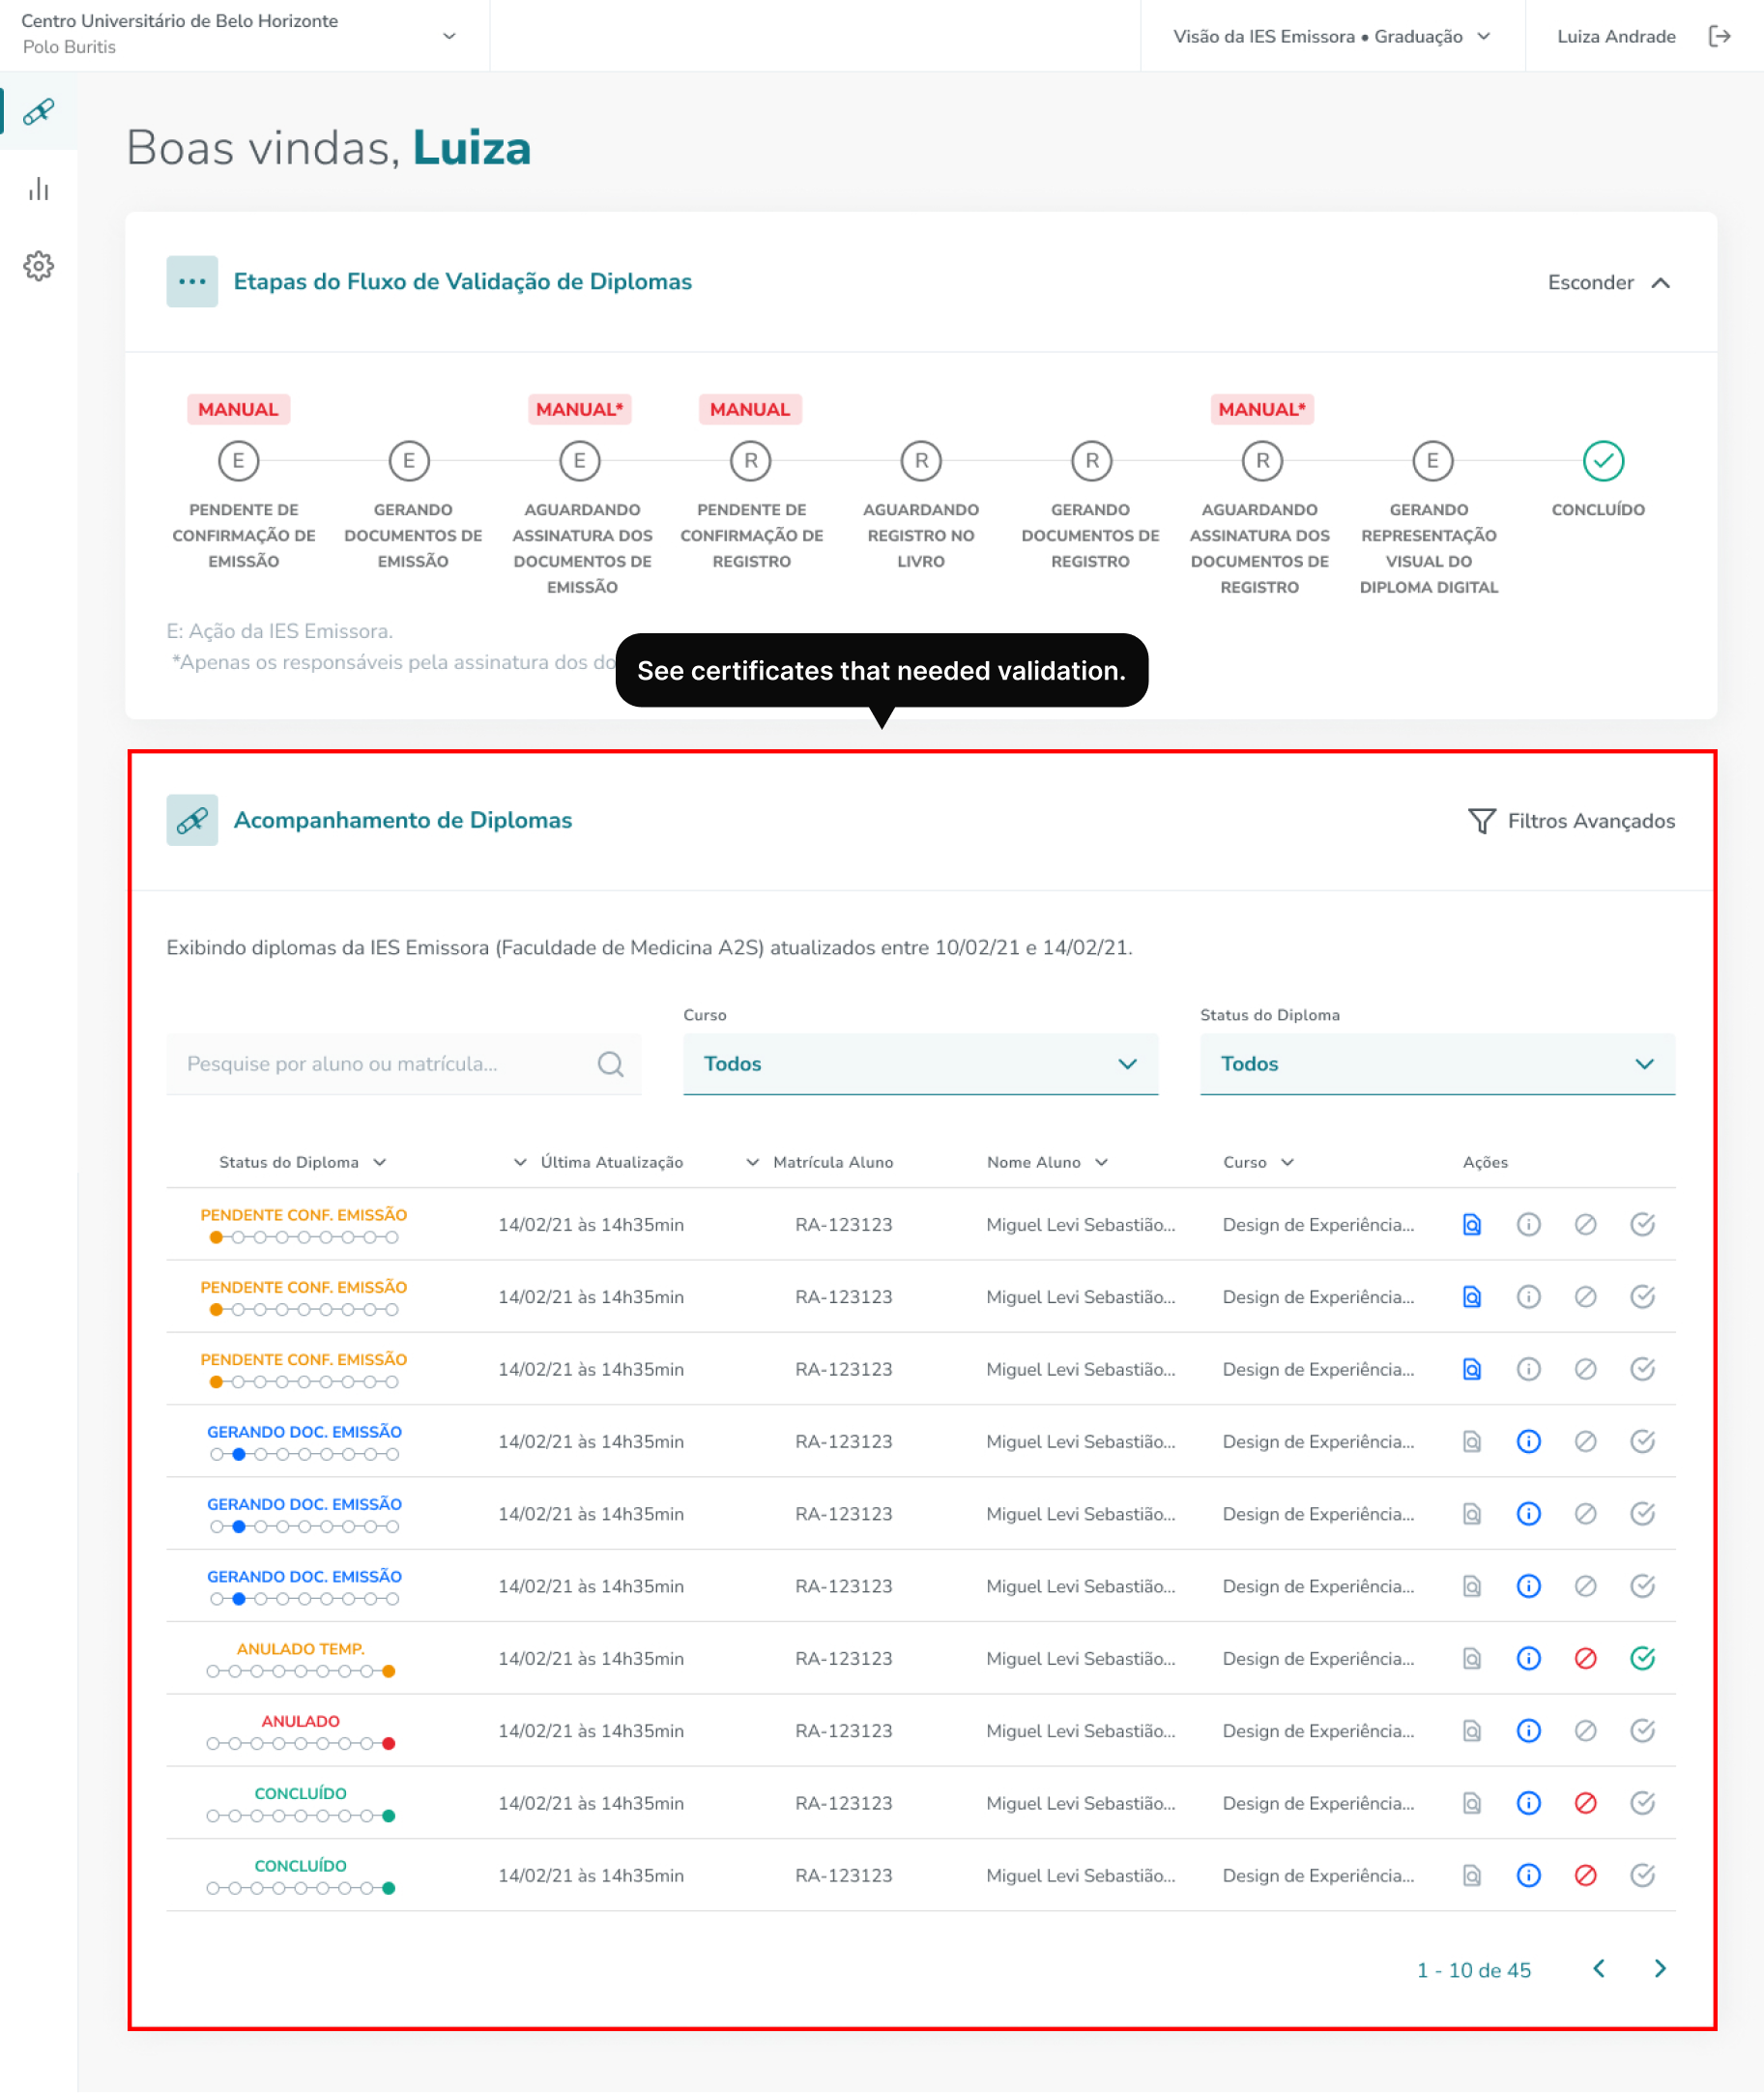 Centro Universitário de Belo Horizonte
Polo Buritis
Visão da IES Emissora • Graduação
Luiza Andrade
Boas vindas, Luiza
Etapas do Fluxo de Validação de Diplomas
Esconder
MANUAL MANUAL* MANUAL MANUAL*
E E E R R R R E
PENDENTE DE CONFIRMAÇÃO DE EMISSÃO
GERANDO DOCUMENTOS DE EMISSÃO
AGUARDANDO ASSINATURA DOS DOCUMENTOS DE EMISSÃO
PENDENTE DE CONFIRMAÇÃO DE REGISTRO
AGUARDANDO REGISTRO NO LIVRO
GERANDO DOCUMENTOS DE REGISTRO
AGUARDANDO ASSINATURA DOS DOCUMENTOS DE REGISTRO
GERANDO REPRESENTAÇÃO VISUAL DO DIPLOMA DIGITAL
CONCLUÍDO
E: Ação da IES Emissora.
*Apenas os responsáveis pela assinatura dos do
See certificates that needed validation.
Acompanhamento de Diplomas
Filtros Avançados
Exibindo diplomas da IES Emissora (Faculdade de Medicina A2S) atualizados entre 10/02/21 e 14/02/21.
Curso
Status do Diploma
Pesquise por aluno ou matrícula...
Todos
Todos
Status do Diploma Última Atualização Matrícula Aluno Nome Aluno Curso Ações
PENDENTE CONF. EMISSÃO 14/02/21 às 14h35min RA-123123 Miguel Levi Sebastião... Design de Experiência...
PENDENTE CONF. EMISSÃO 14/02/21 às 14h35min RA-123123 Miguel Levi Sebastião... Design de Experiência...
PENDENTE CONF. EMISSÃO 14/02/21 às 14h35min RA-123123 Miguel Levi Sebastião... Design de Experiência...
GERANDO DOC. EMISSÃO 14/02/21 às 14h35min RA-123123 Miguel Levi Sebastião... Design de Experiência...
GERANDO DOC. EMISSÃO 14/02/21 às 14h35min RA-123123 Miguel Levi Sebastião... Design de Experiência...
GERANDO DOC. EMISSÃO 14/02/21 às 14h35min RA-123123 Miguel Levi Sebastião... Design de Experiência...
ANULADO TEMP. 14/02/21 às 14h35min RA-123123 Miguel Levi Sebastião... Design de Experiência...
ANULADO 14/02/21 às 14h35min RA-123123 Miguel Levi Sebastião... Design de Experiência...
CONCLUÍDO 14/02/21 às 14h35min RA-123123 Miguel Levi Sebastião... Design de Experiência...
CONCLUÍDO 14/02/21 às 14h35min RA-123123 Miguel Levi Sebastião... Design de Experiência...
1 - 10 de 45